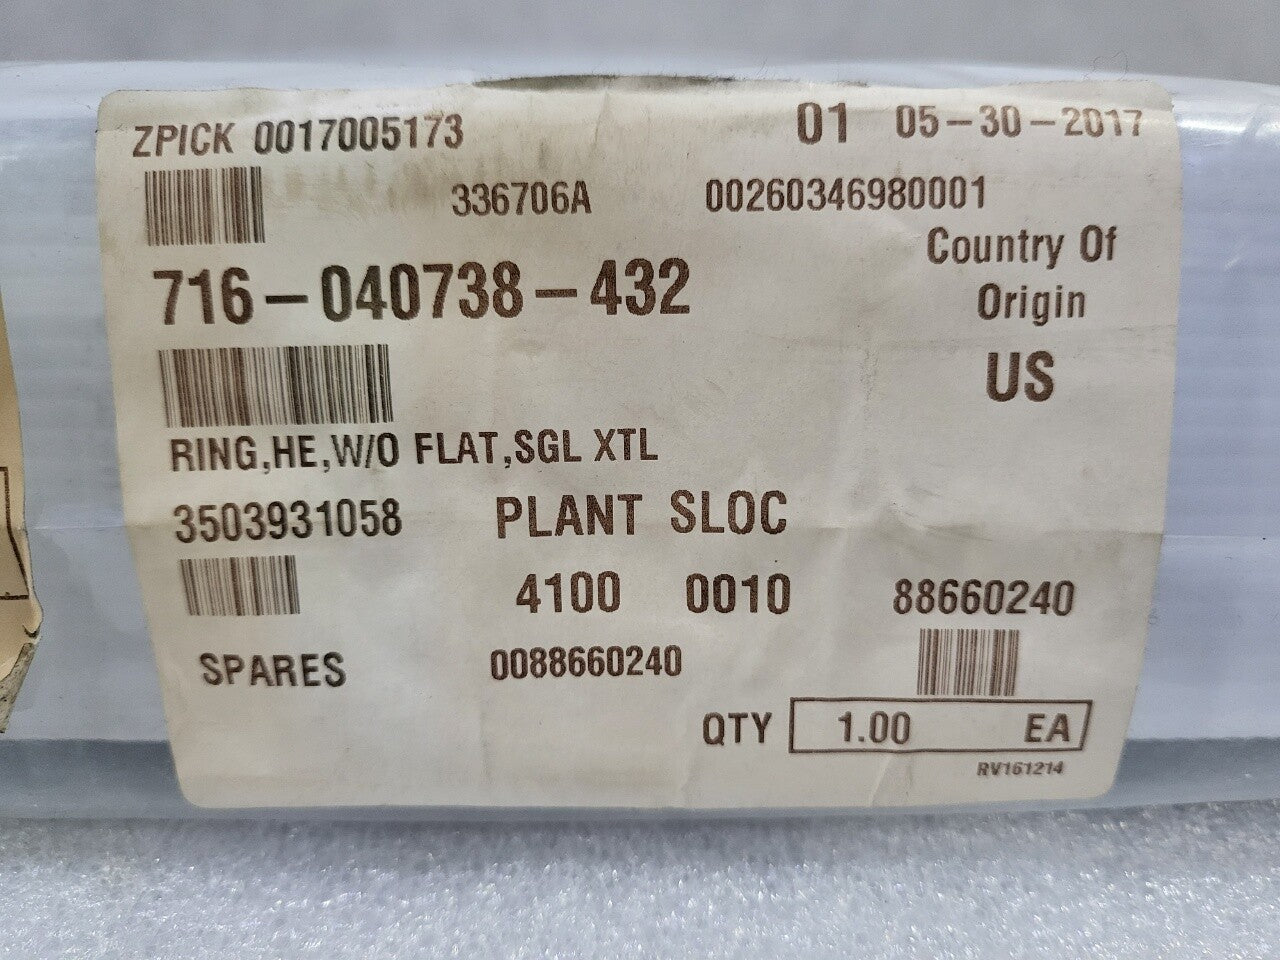 ZPICK 0017005173
01 05-30-2017
336706A 00260346980001
Country Of
Origin
US
716-040738-432
RING,HE,W/O FLAT,SGL XTL
3503931058 PLANT SLOC
4100 0010 88660240
SPARES 0088660240
QTY 1.00 EA
RV161214